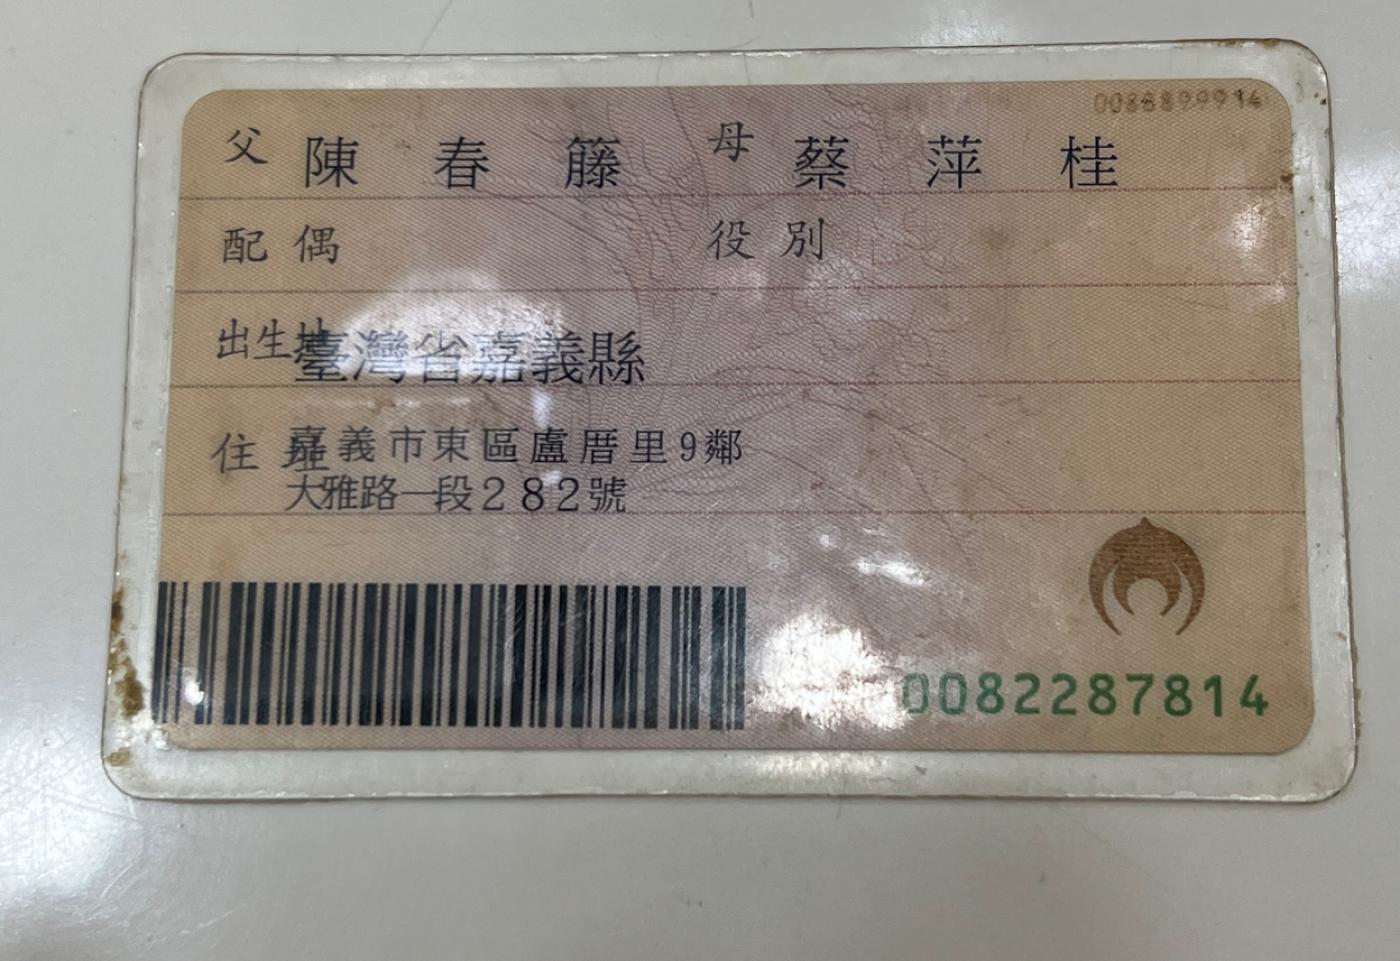 0088899914
父 陳春籐 母 蔡萍桂
配偶 役別
出生地 臺灣省嘉義縣
住址 嘉義市東區盧厝里9鄰
大雅路一段282號
0082287814